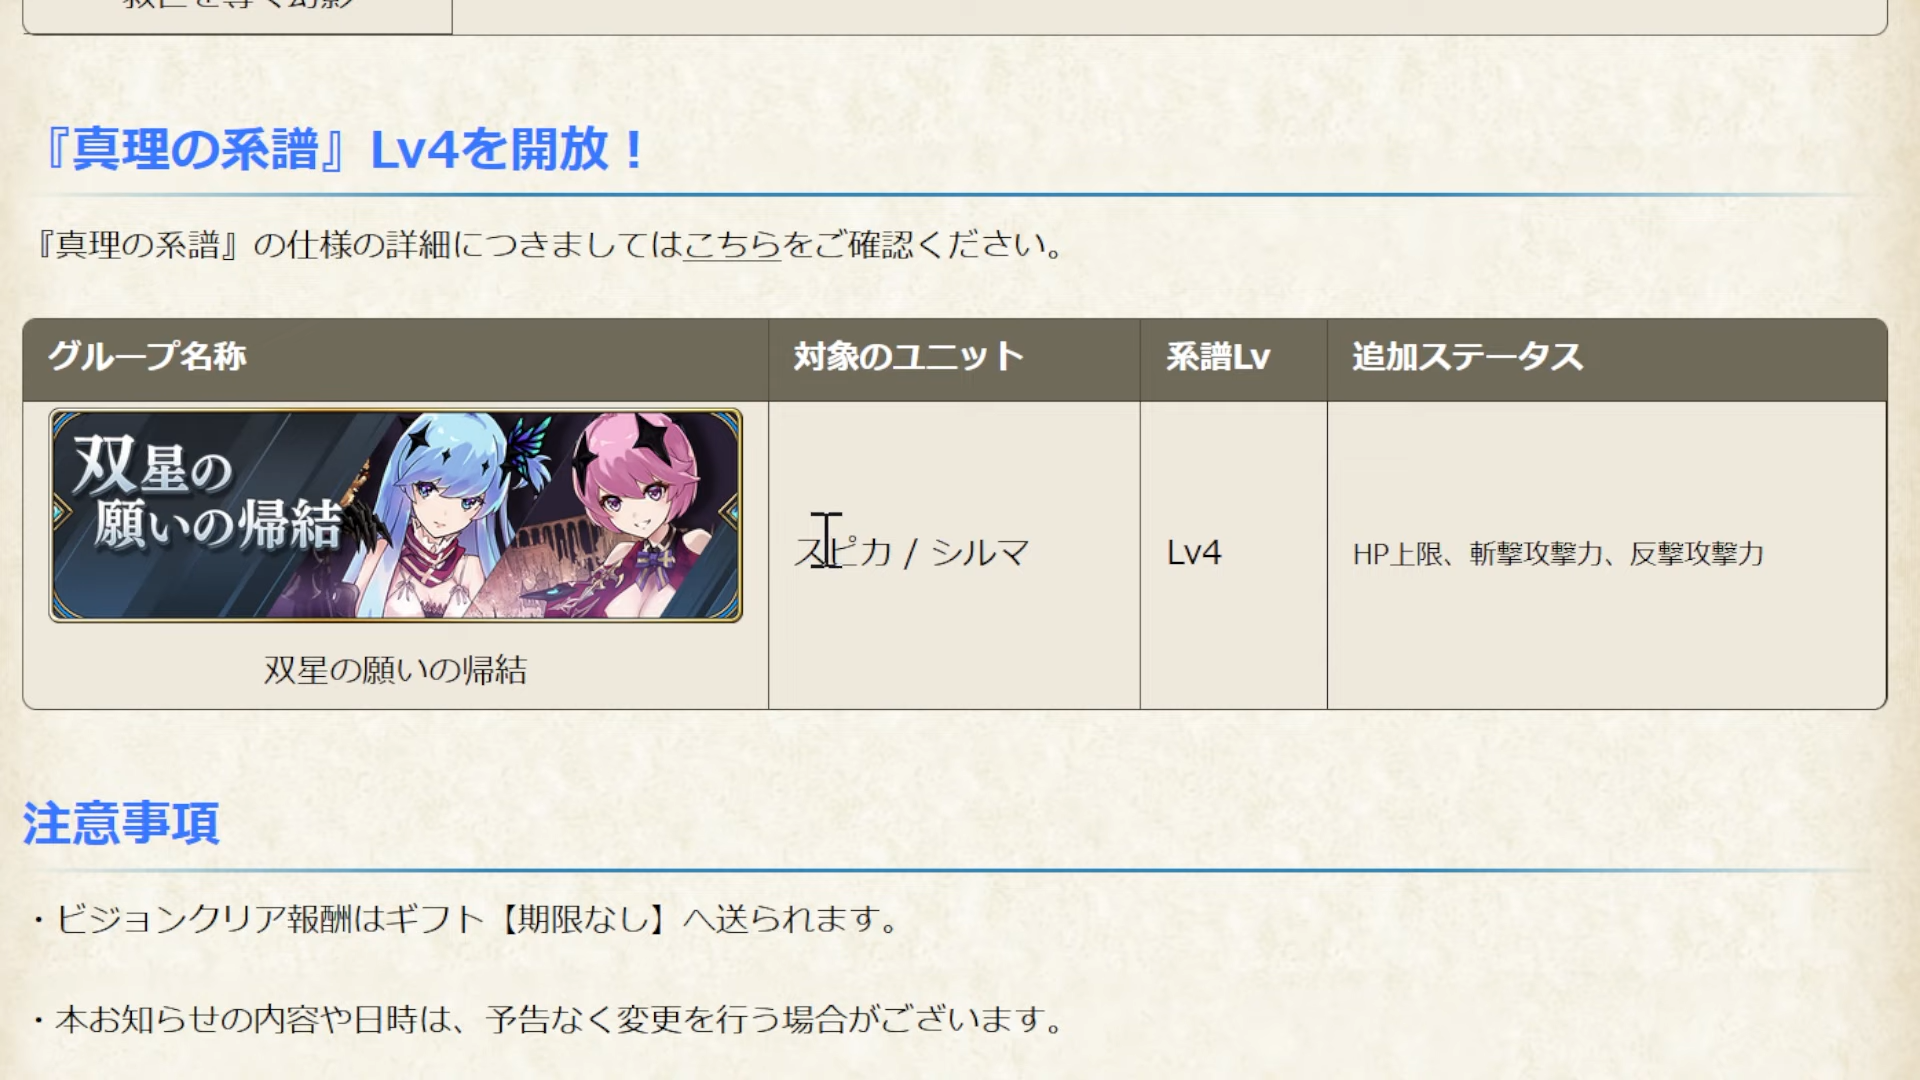 『真理の系譜』Lv4を開放！
『真理の系譜』の仕様の詳細につきましてはこちらをご確認ください。
グループ名称 対象のユニット 系譜Lv 追加ステータス
双星の
願いの帰結
スピカ / シルマ Lv4 HP上限、斬撃攻撃力、反撃攻撃力
双星の願いの帰結
注意事項
・ビジョンクリア報酬はギフト【期限なし】へ送られます。
・本お知らせの内容や日時は、予告なく変更を行う場合がございます。